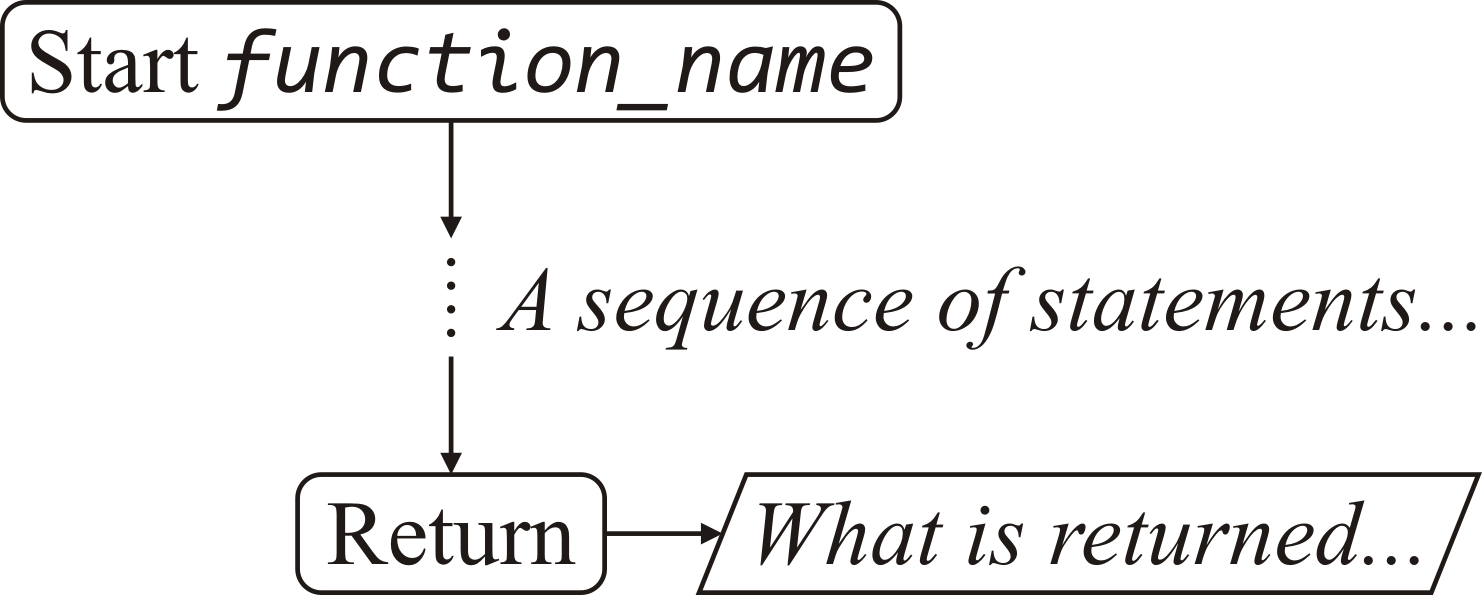 Start function_name
A sequence of statements...
Return
What is returned...